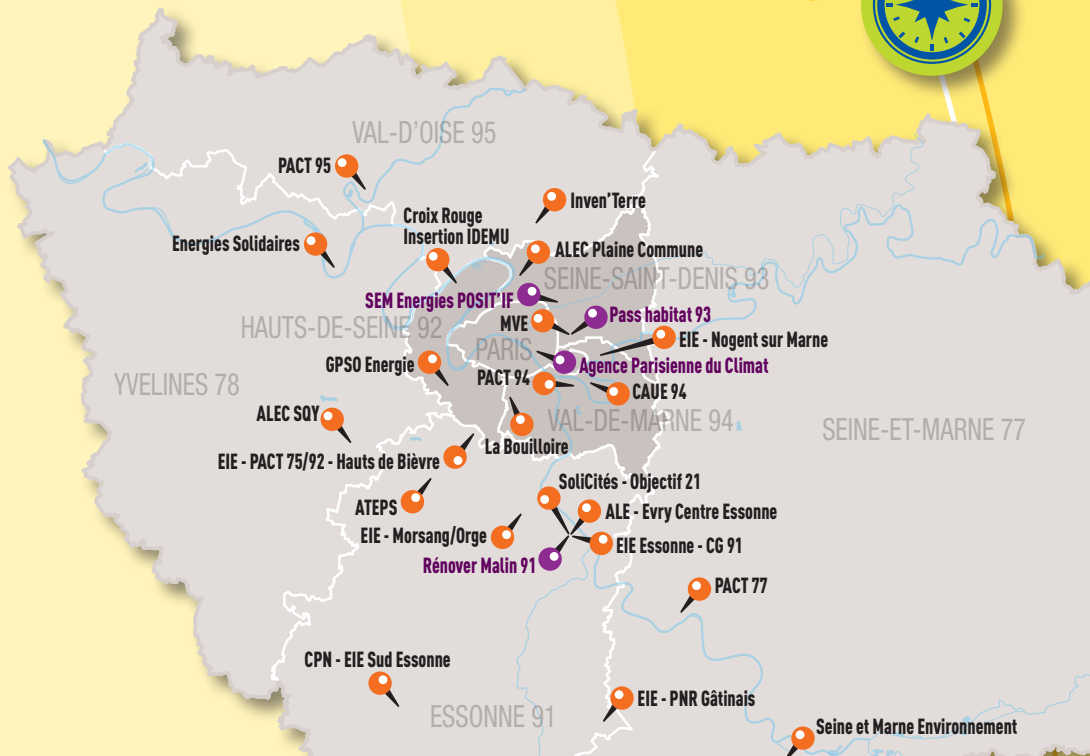 VAL-D'OISE 95
PACT 95
Inven'Terre
Croix Rouge
Insertion IDEMU
Energies Solidaires
ALEC Plaine Commune
SEINE-SAINT-DENIS 93
SEM Energies POSIT'IF
Pass habitat 93
HAUTS-DE-SEINE 92
MVE
EIE - Nogent sur Marne
PARIS
GPSO Energie
Agence Parisienne du Climat
PACT 94
YVELINES 78
CAUE 94
ALEC SQY
VAL-DE-MARNE 94
SEINE-ET-MARNE 77
La Bouilloire
EIE - PACT 75/92 - Hauts de Bièvre
SoliCités - Objectif 21
ATEPS
ALE - Evry Centre Essonne
EIE - Morsang/Orge
EIE Essonne - CG 91
Rénover Malin 91
PACT 77
CPN - EIE Sud Essonne
EIE - PNR Gâtinais
ESSONNE 91
Seine et Marne Environnement